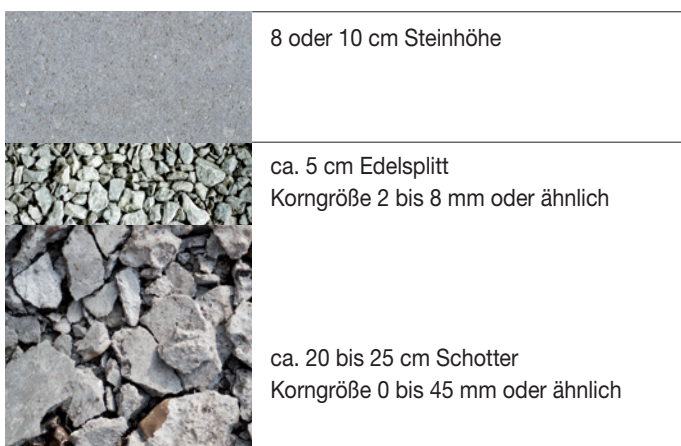 8 oder 10 cm Steinhöhe
ca. 5 cm Edelsplitt
Korngröße 2 bis 8 mm oder ähnlich
ca. 20 bis 25 cm Schotter
Korngröße 0 bis 45 mm oder ähnlich